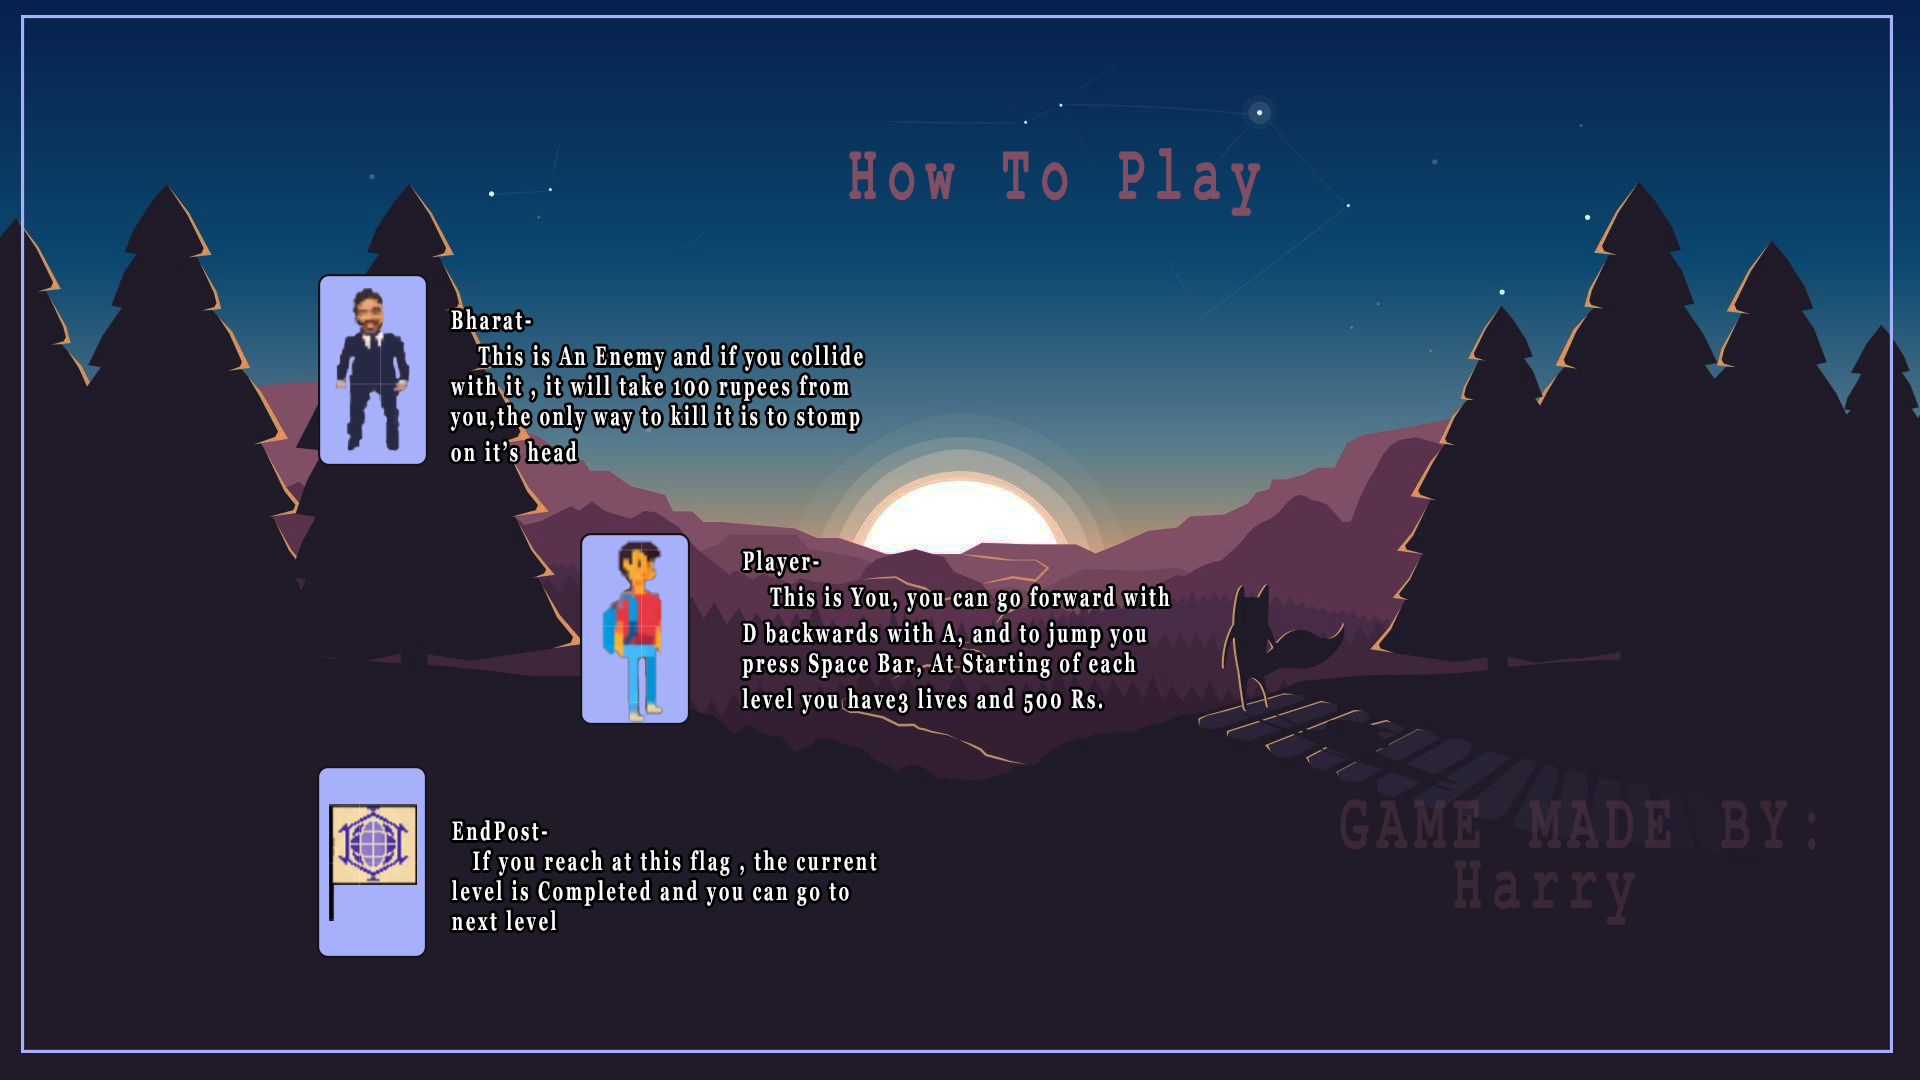 How To Play
Bharat-
This is An Enemy and if you collide
with it , it will take 100 rupees from
you,the only way to kill it is to stomp
on it’s head
Player-
This is You, you can go forward with
D backwards with A, and to jump you
press Space Bar, At Starting of each
level you have3 lives and 500 Rs.
EndPost-
If you reach at this flag , the current
level is Completed and you can go to
next level
GAME MADE BY:
Harry